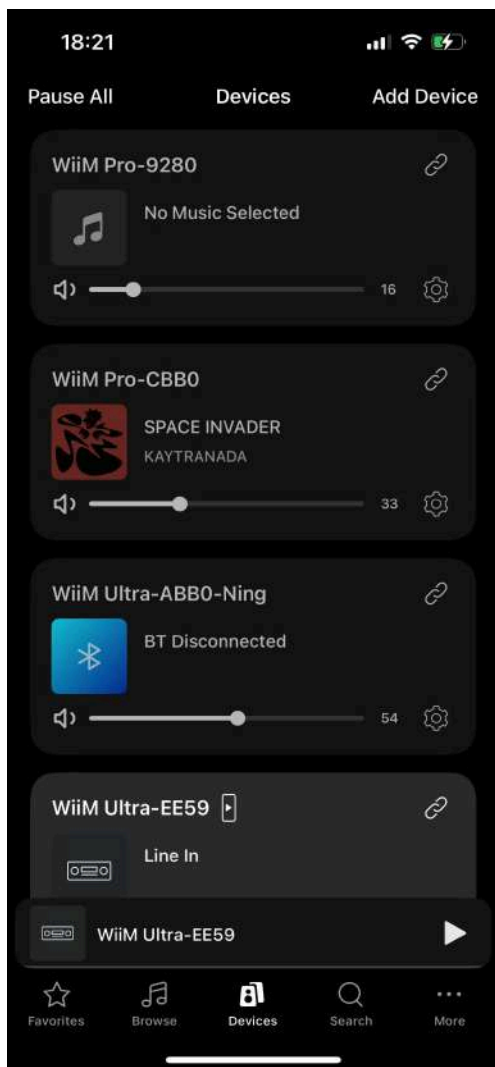 18:21
Pause All Devices Add Device
WiiM Pro-9280
No Music Selected
16
WiiM Pro-CBB0
SPACE INVADER
KAYTRANADA
33
WiiM Ultra-ABB0-Ning
BT Disconnected
54
WiiM Ultra-EE59
Line In
WiiM Ultra-EE59
Favorites Browse Devices Search More